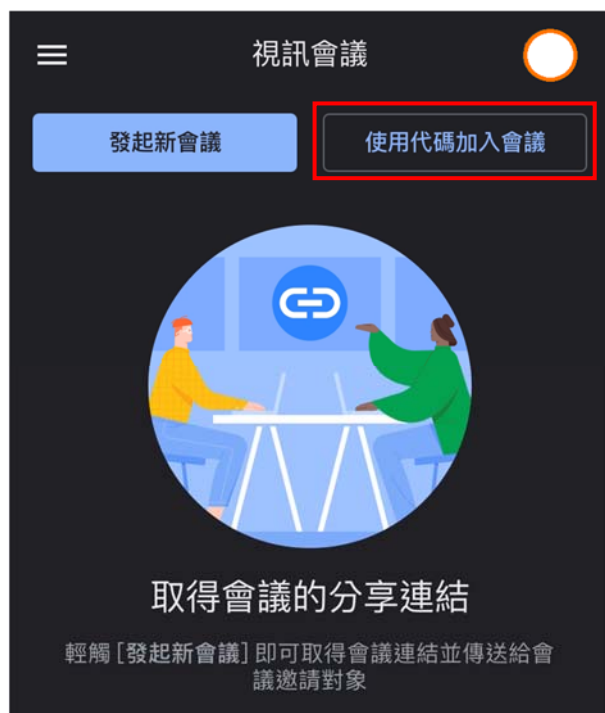 視訊會議
發起新會議
使用代碼加入會議
取得會議的分享連結
輕觸 [發起新會議] 即可取得會議連結並傳送給會
議邀請對象